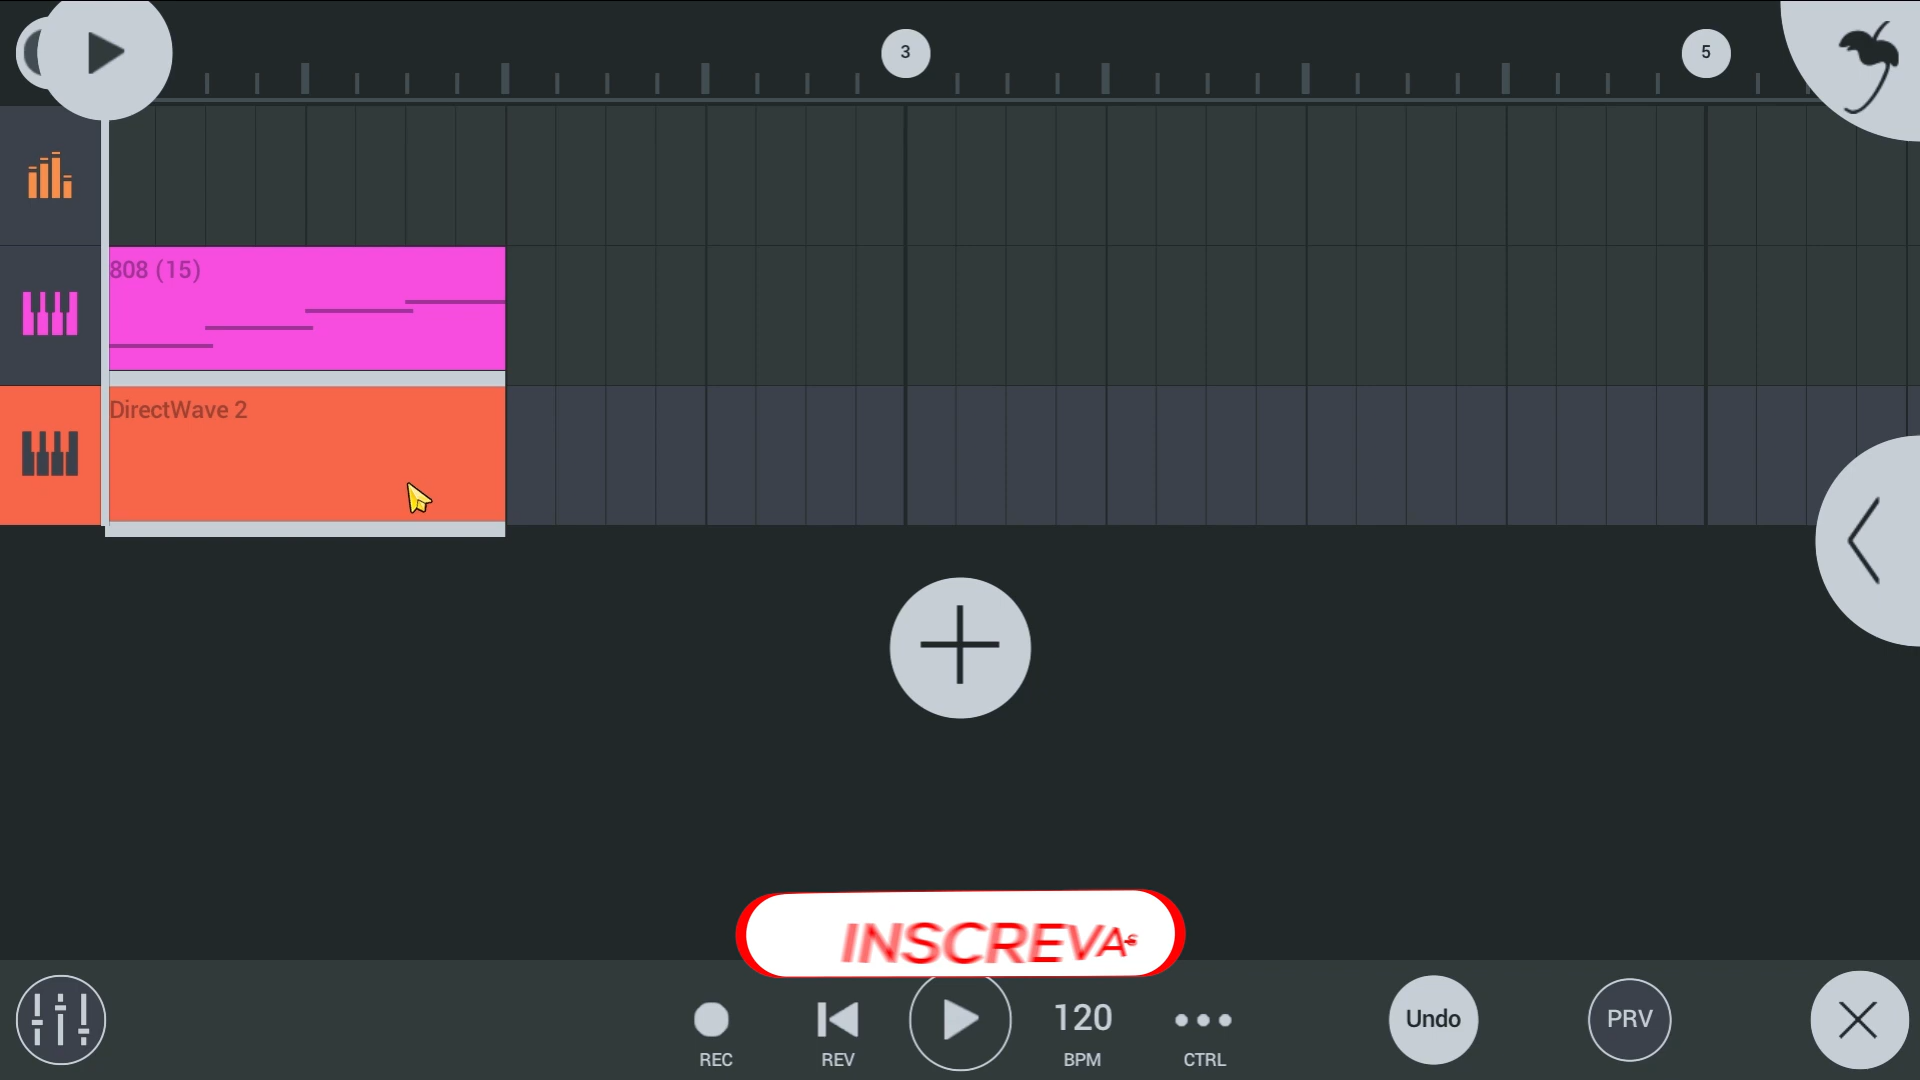 3
5
808 (15)
DirectWave 2
INSCREVA
120
Undo
PRV
REC
REV
BPM
CTRL